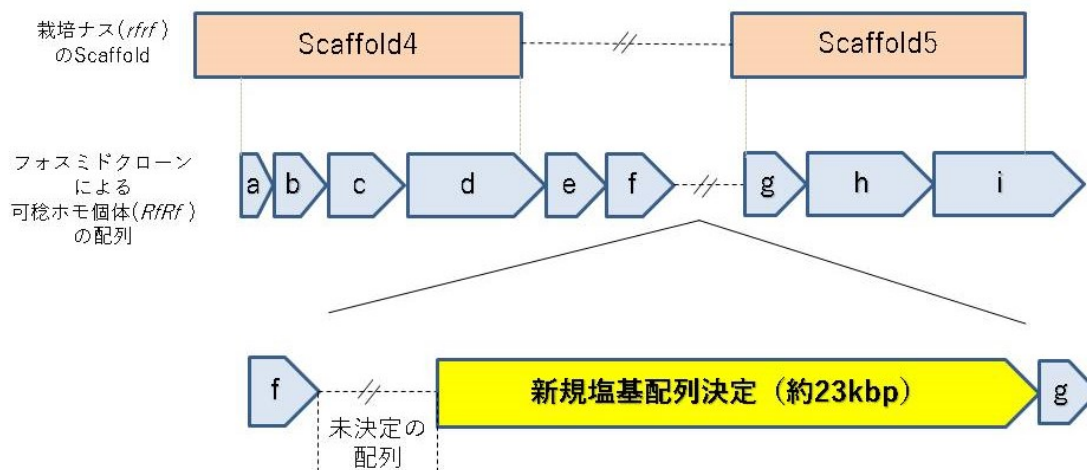 栽培ナス(rfrf)
のScaffold
Scaffold4
Scaffold5
フォスミドクローン
による
可稔ホモ個体(RfRf)
の配列
a
b
c
d
e
f
g
h
i
f
新規塩基配列決定（約23kbp）
g
未決定の
配列